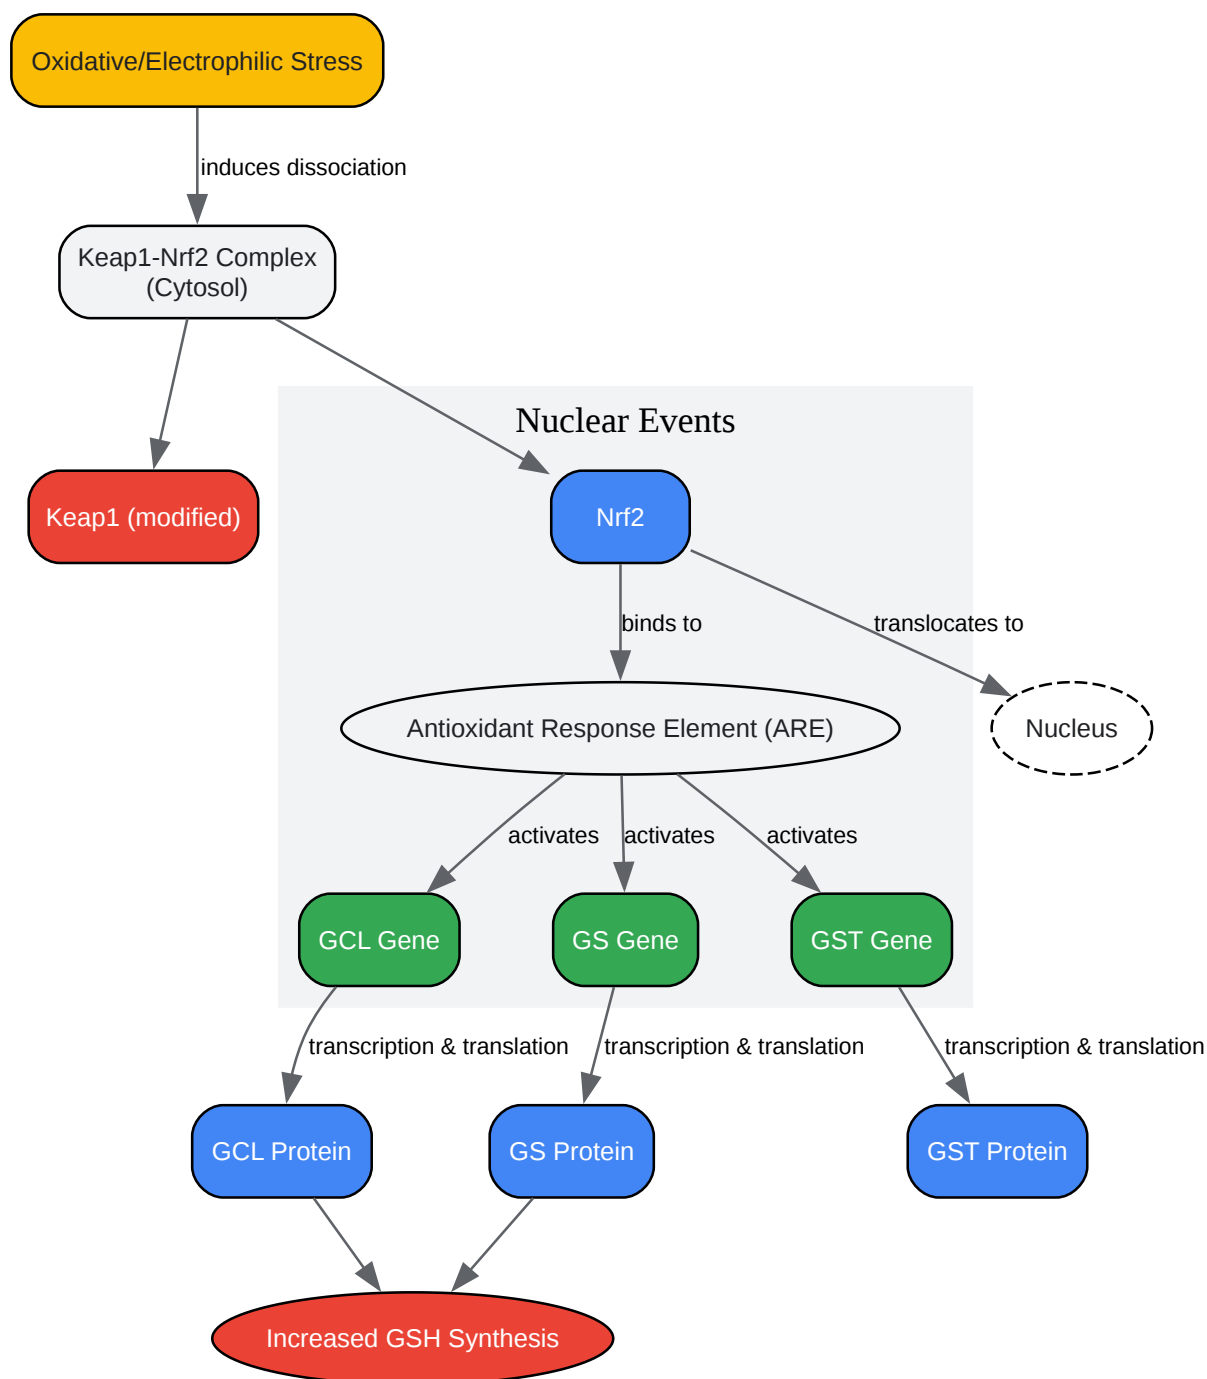 Oxidative/Electrophilic Stress
induces dissociation
Keap1-Nrf2 Complex
(Cytosol)
Nuclear Events
Keap1 (modified)
Nrf2
binds to
translocates to
Antioxidant Response Element (ARE)
Nucleus
activates
activates
activates
GCL Gene
GS Gene
GST Gene
transcription & translation
transcription & translation
transcription & translation
GCL Protein
GS Protein
GST Protein
Increased GSH Synthesis